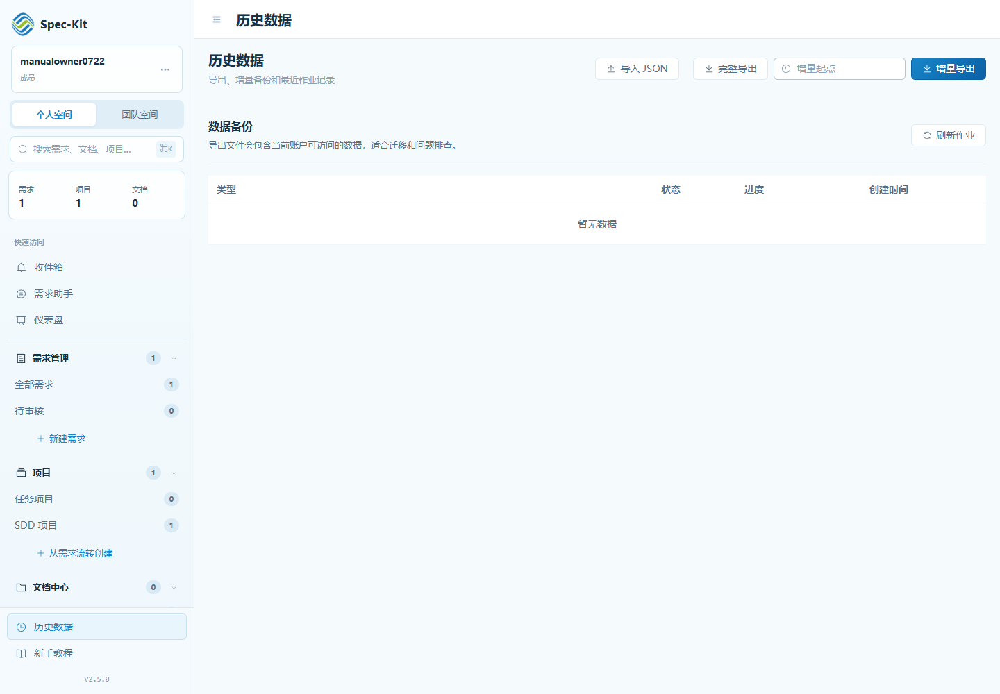 Spec-Kit
manualowner0722
成员
个人空间 团队空间
搜索需求、文档、项目... ⌘K
需求 项目 文档
1 1 0
快速访问
收件箱
需求助手
仪表盘
需求管理 1
全部需求 1
待审核 0
新建需求
项目 1
任务项目 0
SDD 项目 1
从需求流转创建
文档中心 0
历史数据
新手教程
v2.5.0
历史数据
历史数据
导出、增量备份和最近作业记录
导入 JSON 完整导出 增量起点 增量导出
数据备份
导出文件会包含当前账户可访问的数据，适合迁移和问题排查。
刷新作业
类型 状态 进度 创建时间
暂无数据